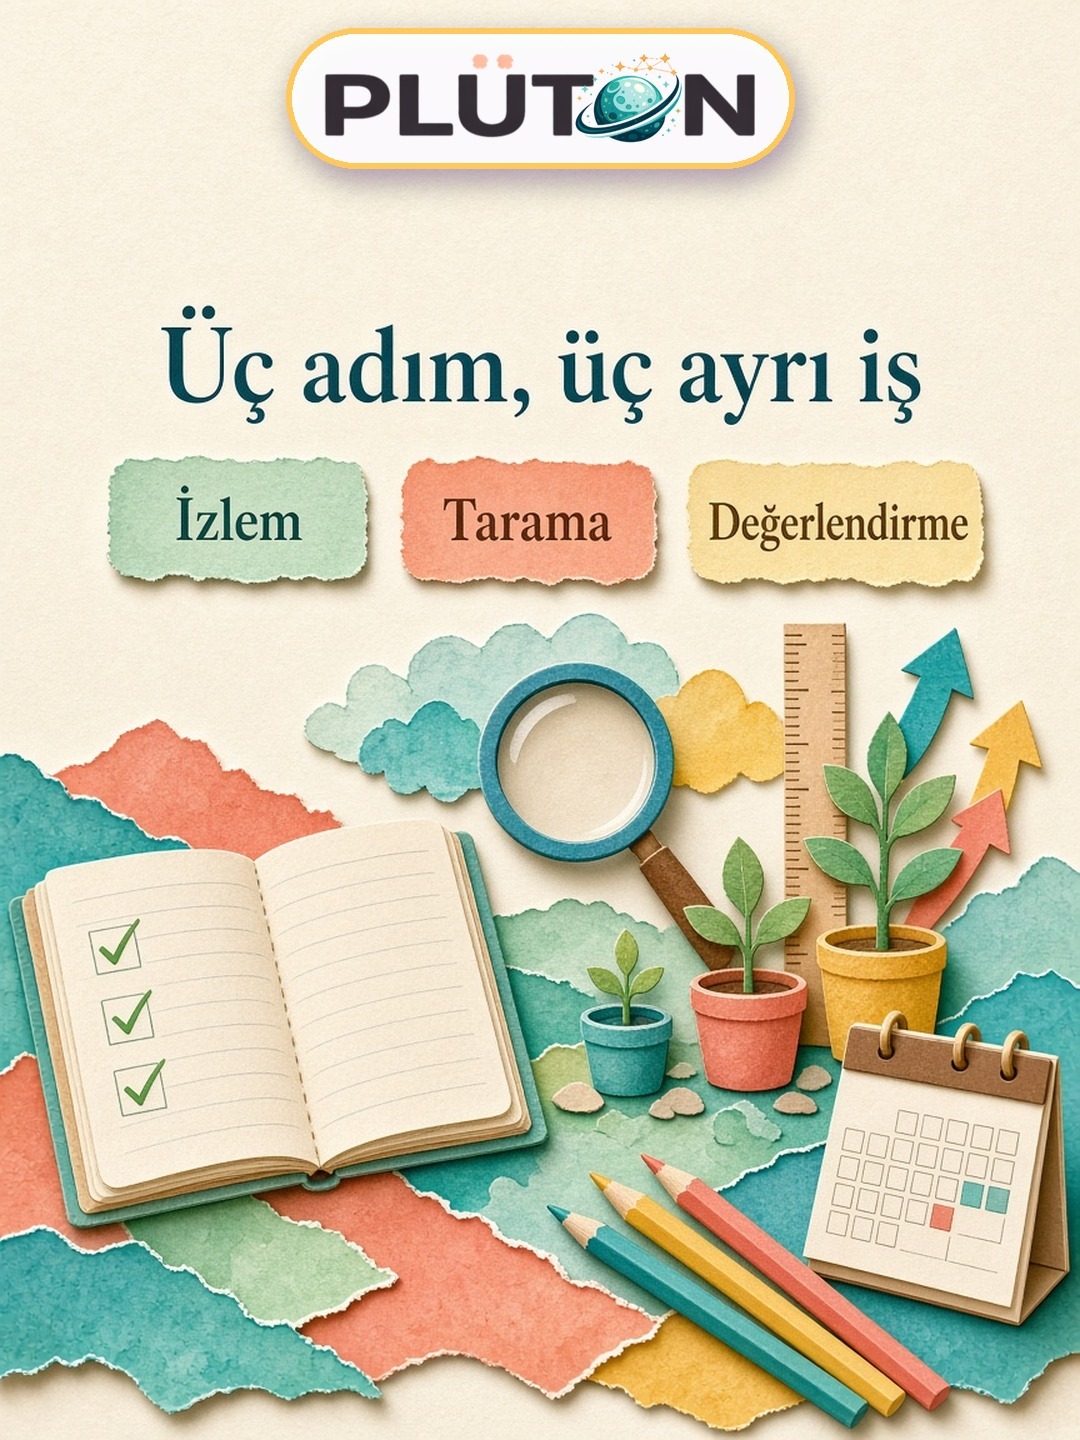 PLÜTON
Üç adım, üç ayrı iş
İzlem
Tarama
Değerlendirme